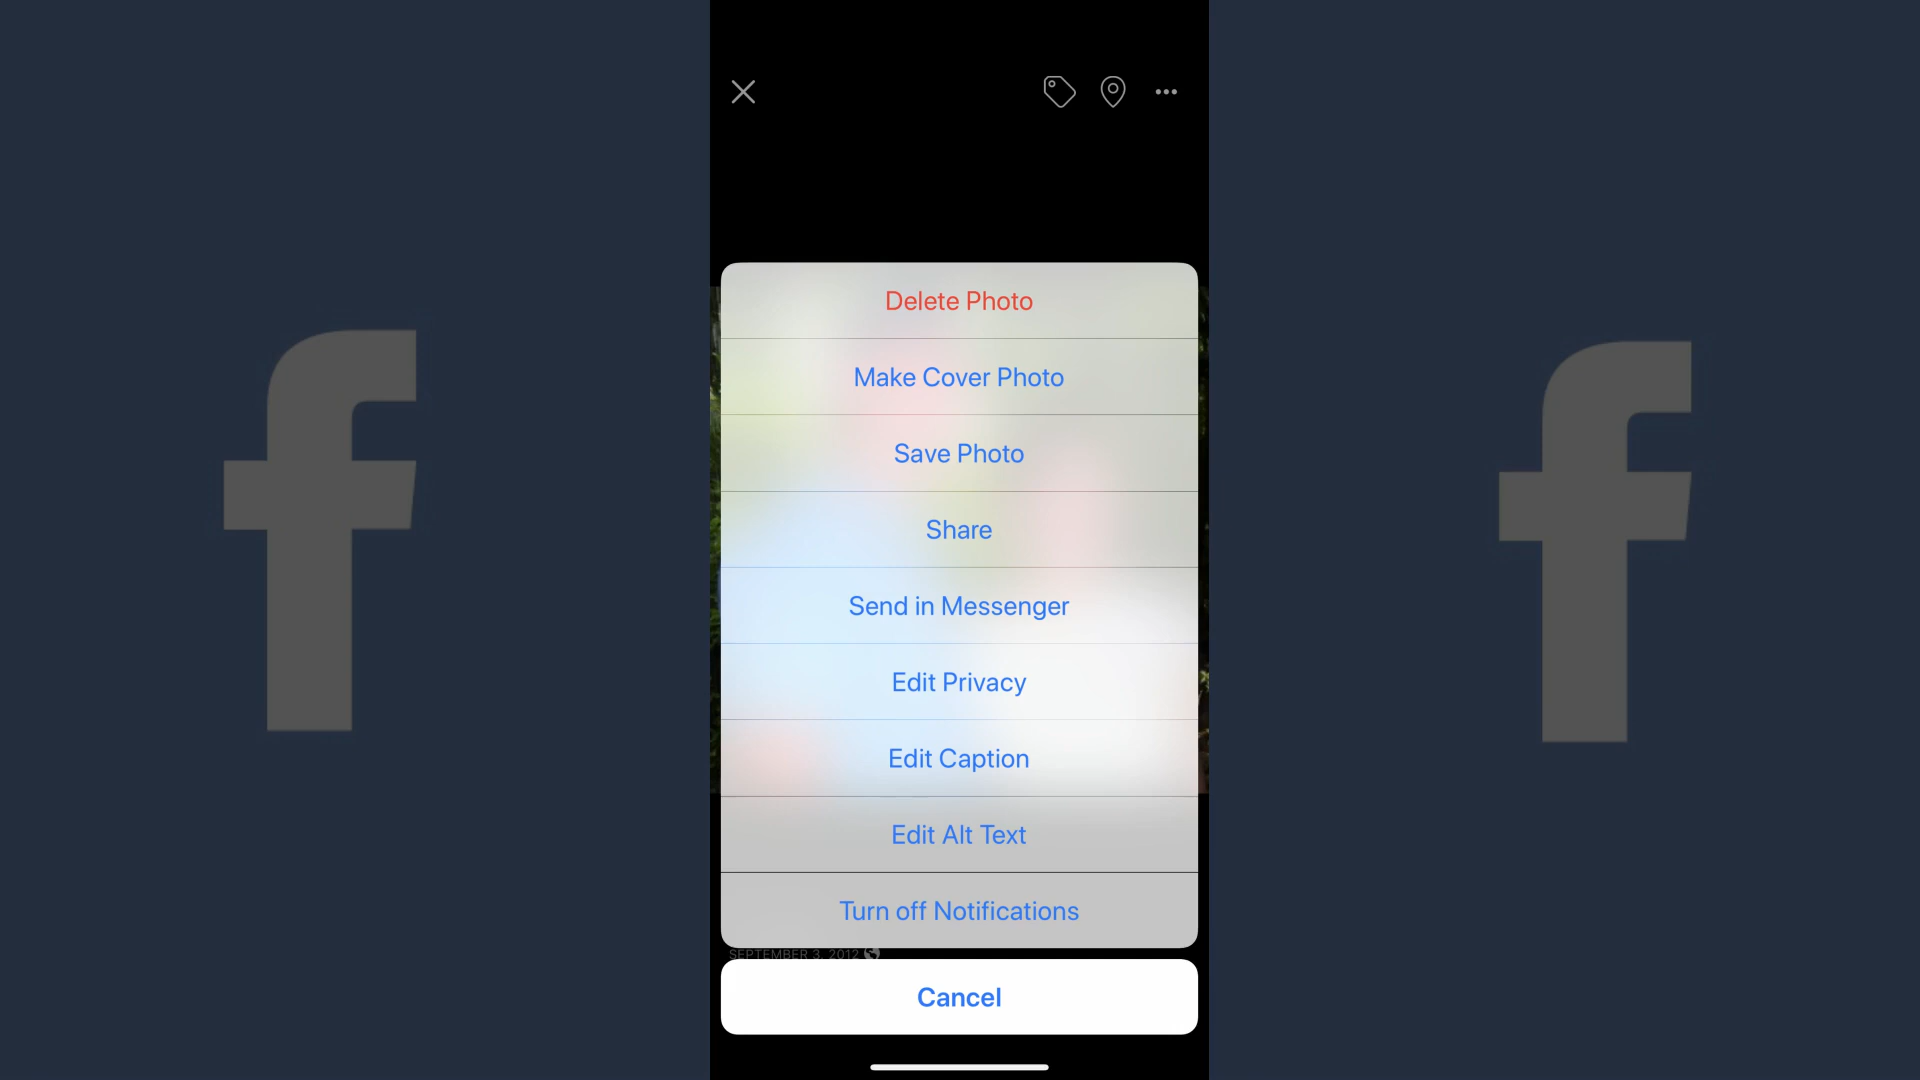 Delete Photo
Make Cover Photo
Save Photo
Share
Send in Messenger
Edit Privacy
Edit Caption
Edit Alt Text
Turn off Notifications
SEPTEMBER 3, 2012
Cancel